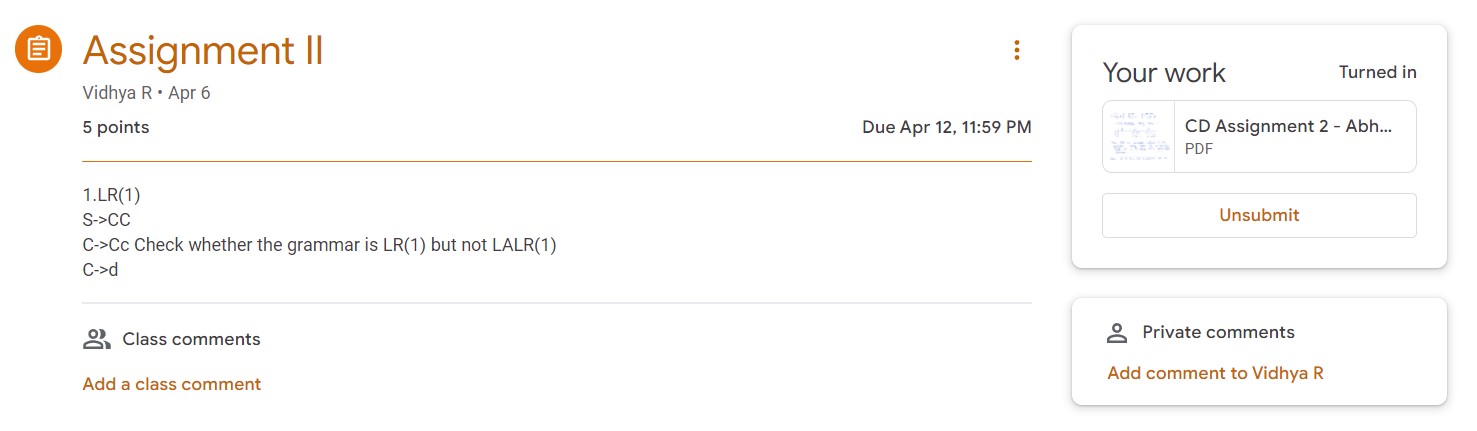 Assignment II
Vidhya R • Apr 6
5 points
Due Apr 12, 11:59 PM
1.LR(1)
S->CC
C->Cc Check whether the grammar is LR(1) but not LALR(1)
C->d
Class comments
Add a class comment
Your work
Turned in
CD Assignment 2 - Abh...
PDF
Unsubmit
Private comments
Add comment to Vidhya R